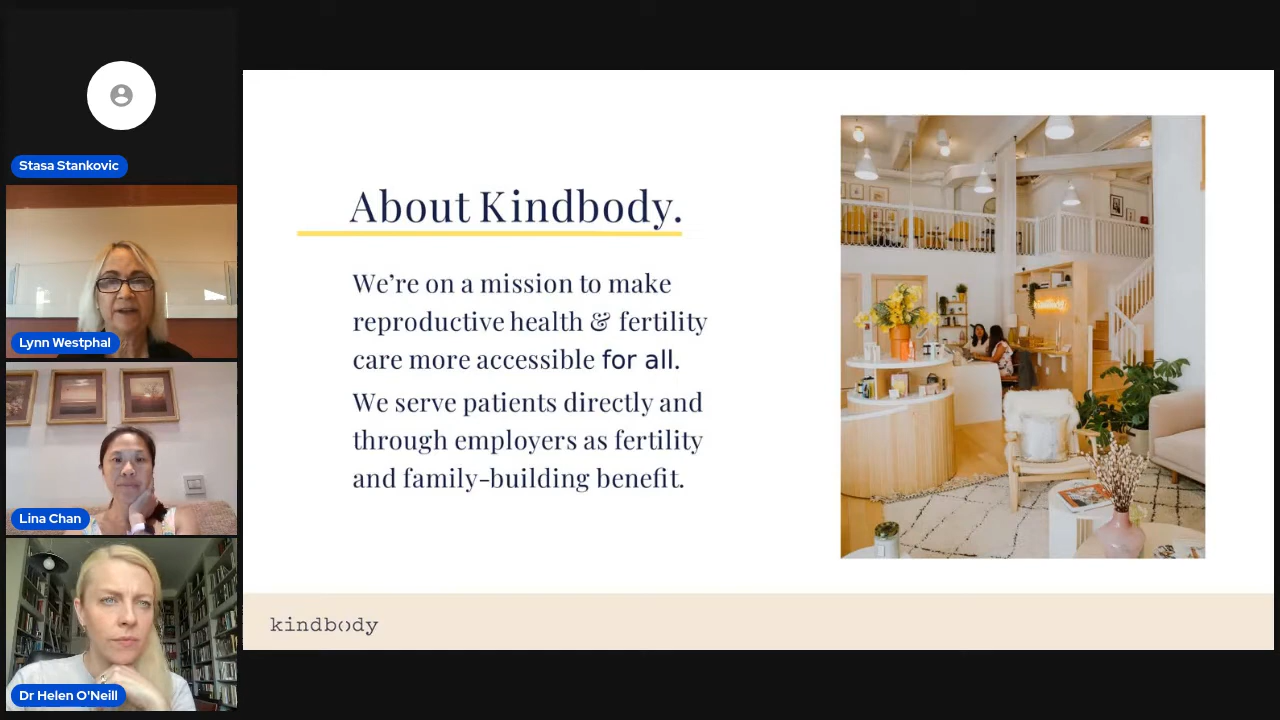 Stasa Stankovic
Lynn Westphal
Lina Chan
Dr Helen O'Neill
About Kindbody.
We're on a mission to make
reproductive health & fertility
care more accessible for all.
We serve patients directly and
through employers as fertility
and family-building benefit.
kindbody